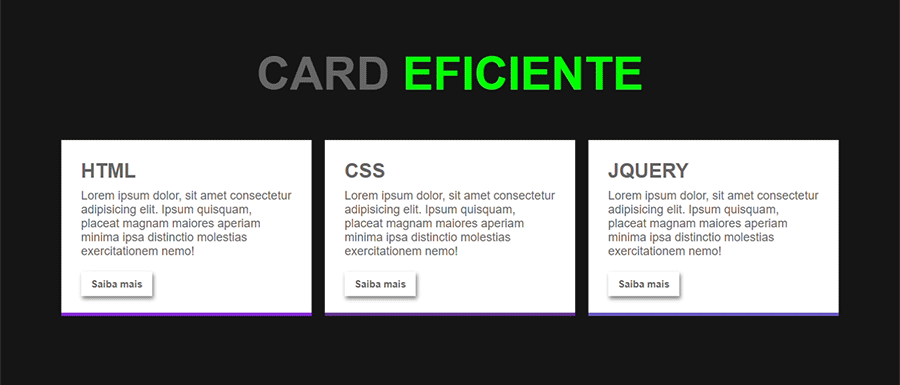 CARD EFICIENTE
HTML
Lorem ipsum dolor, sit amet consectetur
adipisicing elit. Ipsum quisquam,
placeat magnam maiores aperiam
minima ipsa distinctio molestias
exercitationem nemo!
Saiba mais
CSS
Lorem ipsum dolor, sit amet consectetur
adipisicing elit. Ipsum quisquam,
placeat magnam maiores aperiam
minima ipsa distinctio molestias
exercitationem nemo!
Saiba mais
JQUERY
Lorem ipsum dolor, sit amet consectetur
adipisicing elit. Ipsum quisquam,
placeat magnam maiores aperiam
minima ipsa distinctio molestias
exercitationem nemo!
Saiba mais